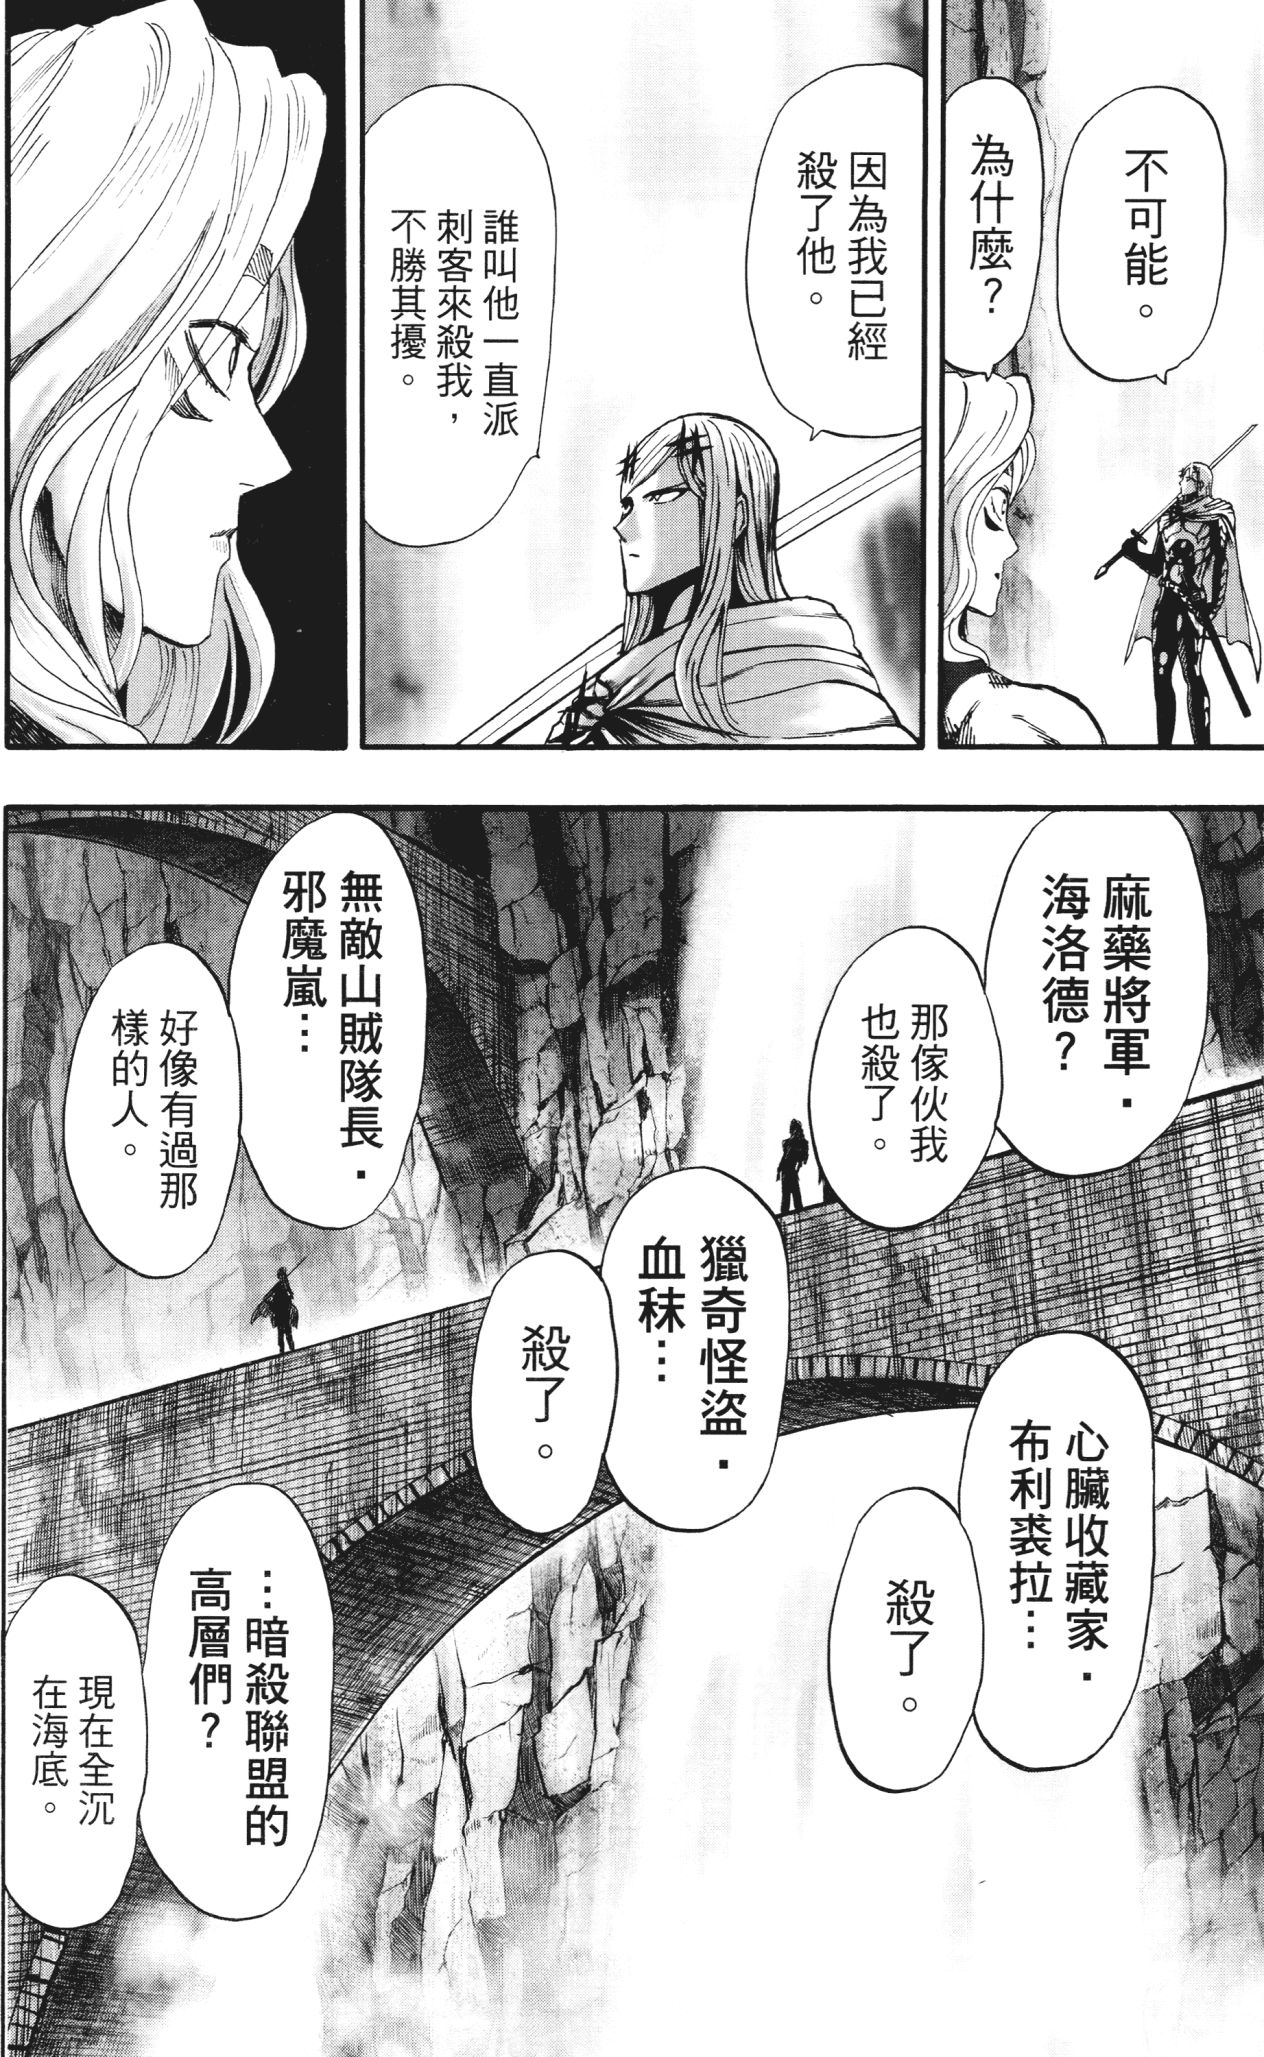 不可能。
為什麼?
因為我已經
殺了他。
誰叫他一直派
刺客來殺我，
不勝其擾。
麻藥將軍．
海洛德?
那傢伙我
也殺了。
無敵山賊隊長．
邪魔嵐…
好像有過那
樣的人。
心臟收藏家．
布利裘拉…
殺了。
獵奇怪盜．
血秣…
殺了。
…暗殺聯盟的
高層們?
現在全沉
在海底。